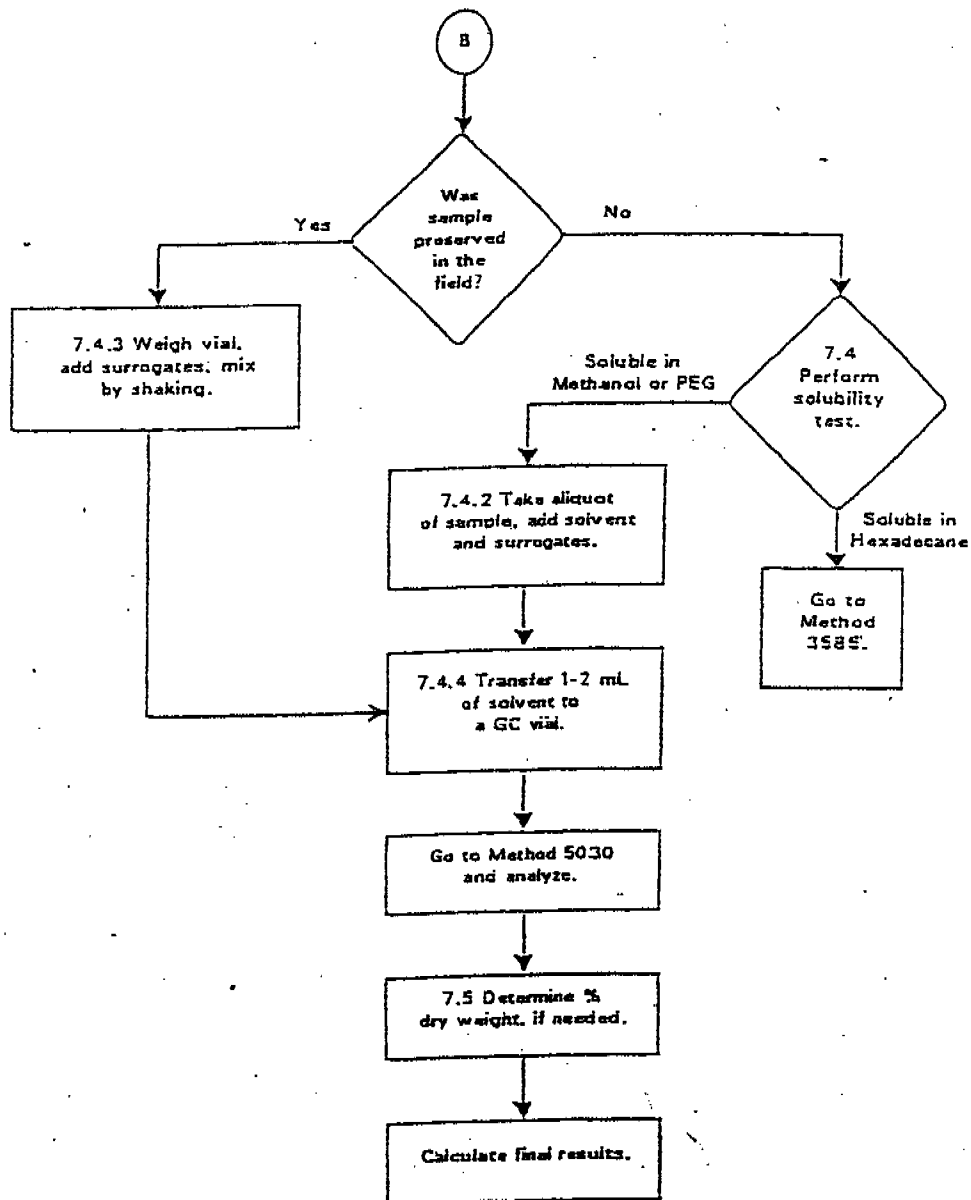 B
Was
sample
preserved
in the
field?
Yes
No
7.4.3 Weigh vial,
add surrogates; mix
by shaking.
7.4
Perform
solubility
test.
Soluble in
Methanol or PEG
7.4.2 Take aliquot
of sample, add solvent
and surrogates.
Soluble in
Hexadecane
Go to
Method
3585.
7.4.4 Transfer 1-2 mL
of solvent to
a GC vial.
Go to Method 5030
and analyze.
7.5 Determine %
dry weight, if needed.
Calculate final results.